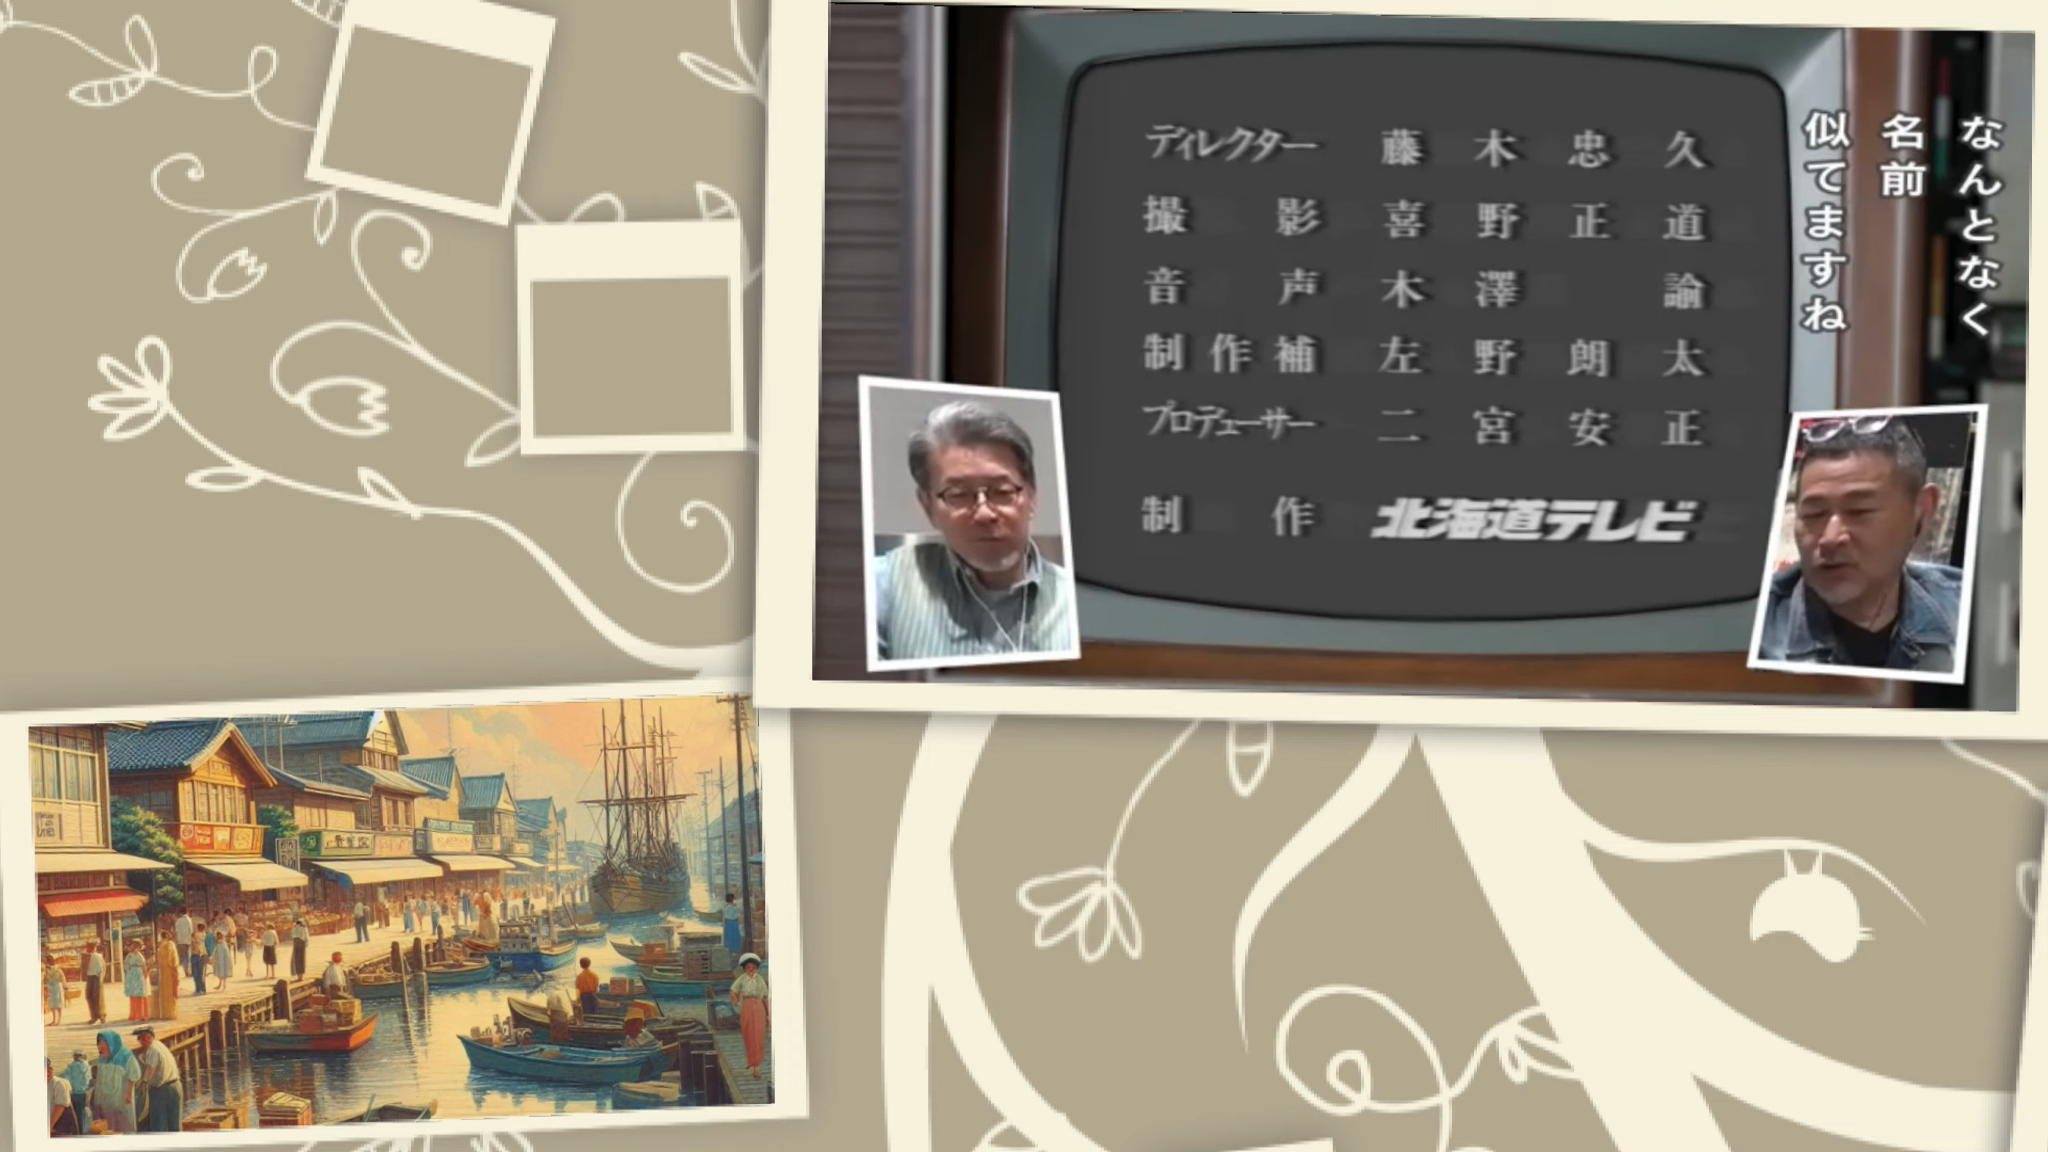 ディレクター 藤木忠久
撮影 喜野正道
音声 木澤 諭
制作補 左野朗太
プロデューサー 二宮安正
制作 北海道テレビ
なんとなく
名前
似てますね